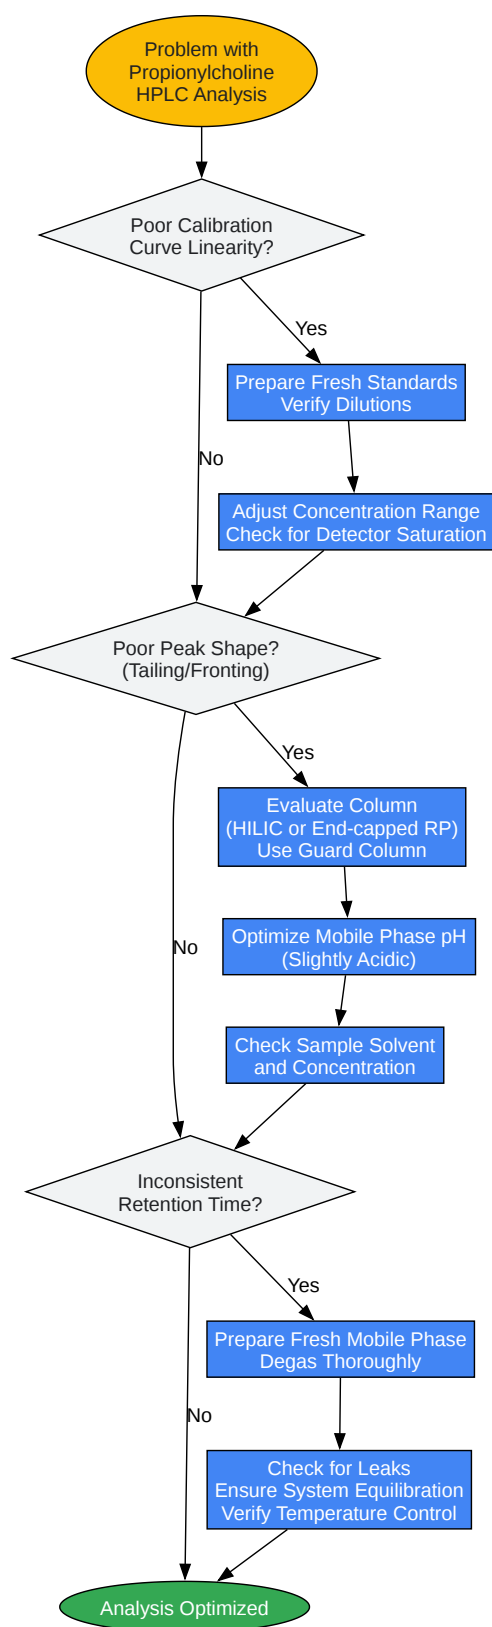 Problem with
Propionylcholine
HPLC Analysis
Poor Calibration
Curve Linearity?
Yes
Prepare Fresh Standards
Verify Dilutions
No
Adjust Concentration Range
Check for Detector Saturation
Poor Peak Shape?
(Tailing/Fronting)
Yes
Evaluate Column
(HILIC or End-capped RP)
Use Guard Column
No
Optimize Mobile Phase pH
(Slightly Acidic)
Check Sample Solvent
and Concentration
Inconsistent
Retention Time?
Yes
Prepare Fresh Mobile Phase
Degas Thoroughly
No
Check for Leaks
Ensure System Equilibration
Verify Temperature Control
Analysis Optimized